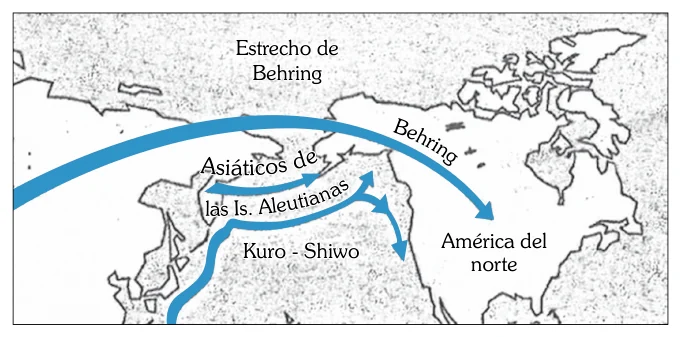 Estrecho de
Behring
Behring
Asiáticos de
las Is. Aleutianas
Kuro - Shiwo
América del
norte